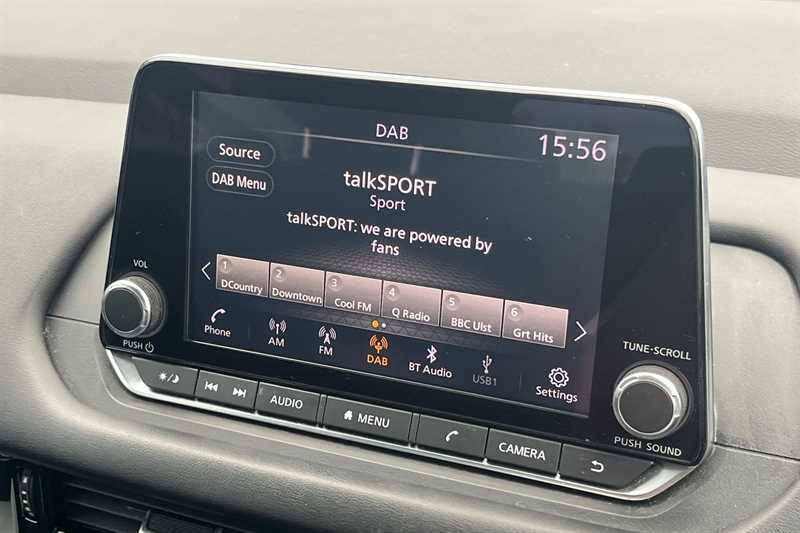 DAB
15:56
Source
DAB Menu
talkSPORT
Sport
talkSPORT: we are powered by
fans
1 DCountry
2 Downtown
3 Cool FM
4 Q Radio
5 BBC Ulst
6 Grt Hits
Phone
AM
FM
DAB
BT Audio
USB1
Settings
VOL
PUSH
TUNE-SCROLL
PUSH SOUND
AUDIO
MENU
CAMERA